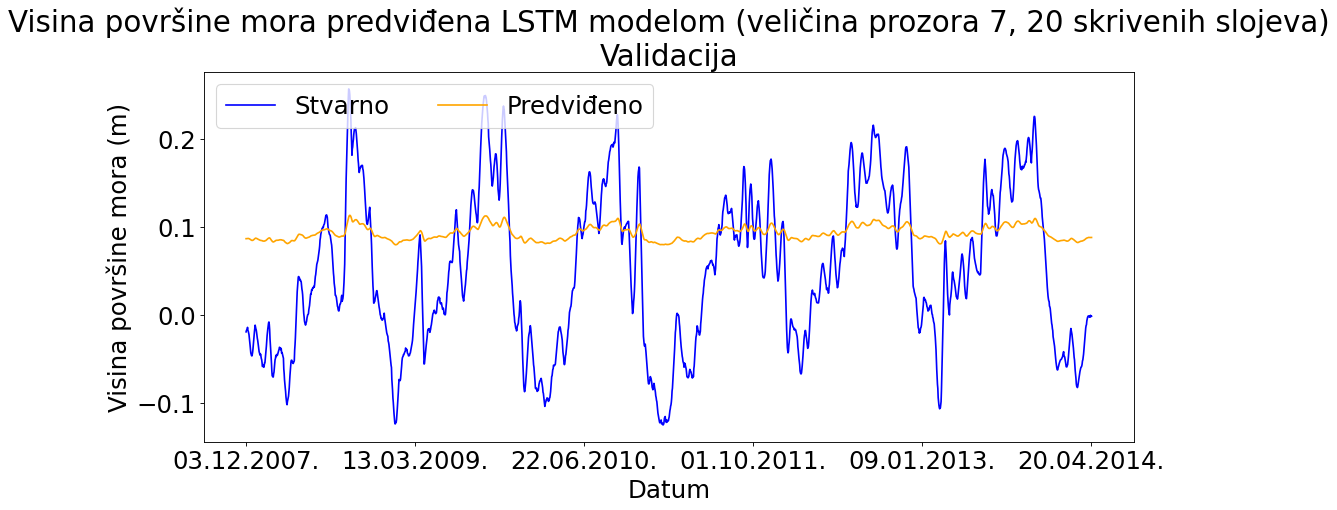 Visina površine mora predviđena LSTM modelom (veličina prozora 7, 20 skrivenih slojeva)
Validacija
Stvarno Predviđeno
Visina površine mora (m)
0.2
0.1
0.0
−0.1
03.12.2007. 13.03.2009. 22.06.2010. 01.10.2011. 09.01.2013. 20.04.2014.
Datum